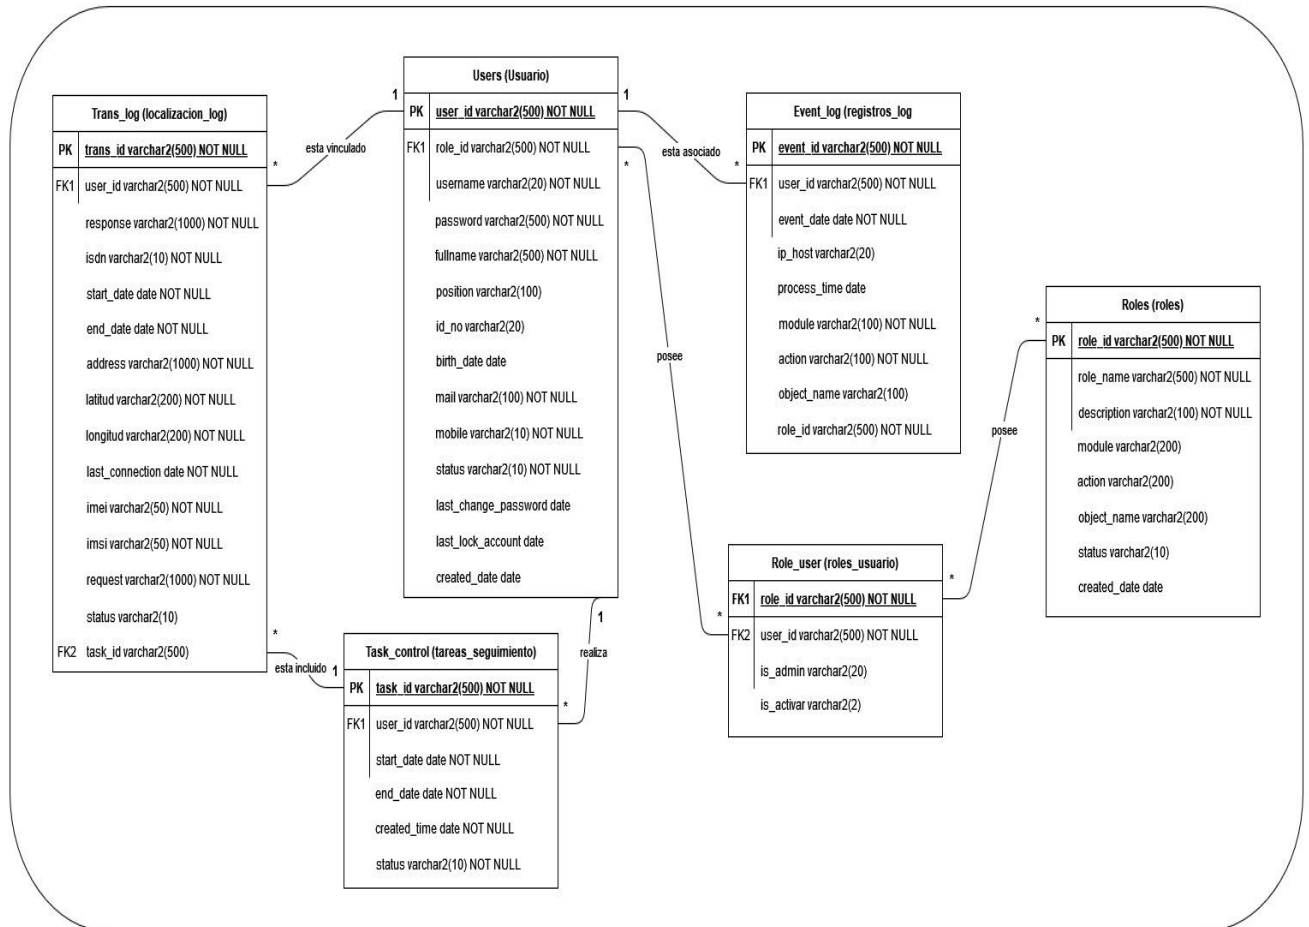 Users (Usuario)
PK user_id varchar2(500) NOT NULL
FK1 role_id varchar2(500) NOT NULL
username varchar2(20) NOT NULL
password varchar2(500) NOT NULL
fullname varchar2(500) NOT NULL
position varchar2(100)
id_no varchar2(20)
birth_date date
mail varchar2(100) NOT NULL
mobile varchar2(10) NOT NULL
status varchar2(10) NOT NULL
last_change_password date
last_lock_account date
created_date date
Trans_log (localizacion_log)
PK trans_id varchar2(500) NOT NULL
FK1 user_id varchar2(500) NOT NULL
response varchar2(1000) NOT NULL
isdn varchar2(10) NOT NULL
start_date date NOT NULL
end_date date NOT NULL
address varchar2(1000) NOT NULL
latitud varchar2(200) NOT NULL
longitud varchar2(200) NOT NULL
last_connection date NOT NULL
imei varchar2(50) NOT NULL
imsi varchar2(50) NOT NULL
request varchar2(1000) NOT NULL
status varchar2(10)
FK2 task_id varchar2(500)
Event_log (registros_log
PK event_id varchar2(500) NOT NULL
FK1 user_id varchar2(500) NOT NULL
event_date date NOT NULL
ip_host varchar2(20)
process_time date
module varchar2(100) NOT NULL
action varchar2(100) NOT NULL
object_name varchar2(100)
role_id varchar2(500) NOT NULL
Roles (roles)
PK role_id varchar2(500) NOT NULL
role_name varchar2(500) NOT NULL
description varchar2(100) NOT NULL
module varchar2(200)
action varchar2(200)
object_name varchar2(200)
status varchar2(10)
created_date date
Role_user (roles_usuario)
FK1 role_id varchar2(500) NOT NULL
FK2 user_id varchar2(500) NOT NULL
is_admin varchar2(20)
is_activar varchar2(2)
Task_control (tareas_seguimiento)
PK task_id varchar2(500) NOT NULL
FK1 user_id varchar2(500) NOT NULL
start_date date NOT NULL
end_date date NOT NULL
created_time date NOT NULL
status varchar2(10) NOT NULL
1
esta vinculado
*
1
esta asociado
*
*
posee
*
*
posee
*
*
esta incluido
1
1
realiza
*